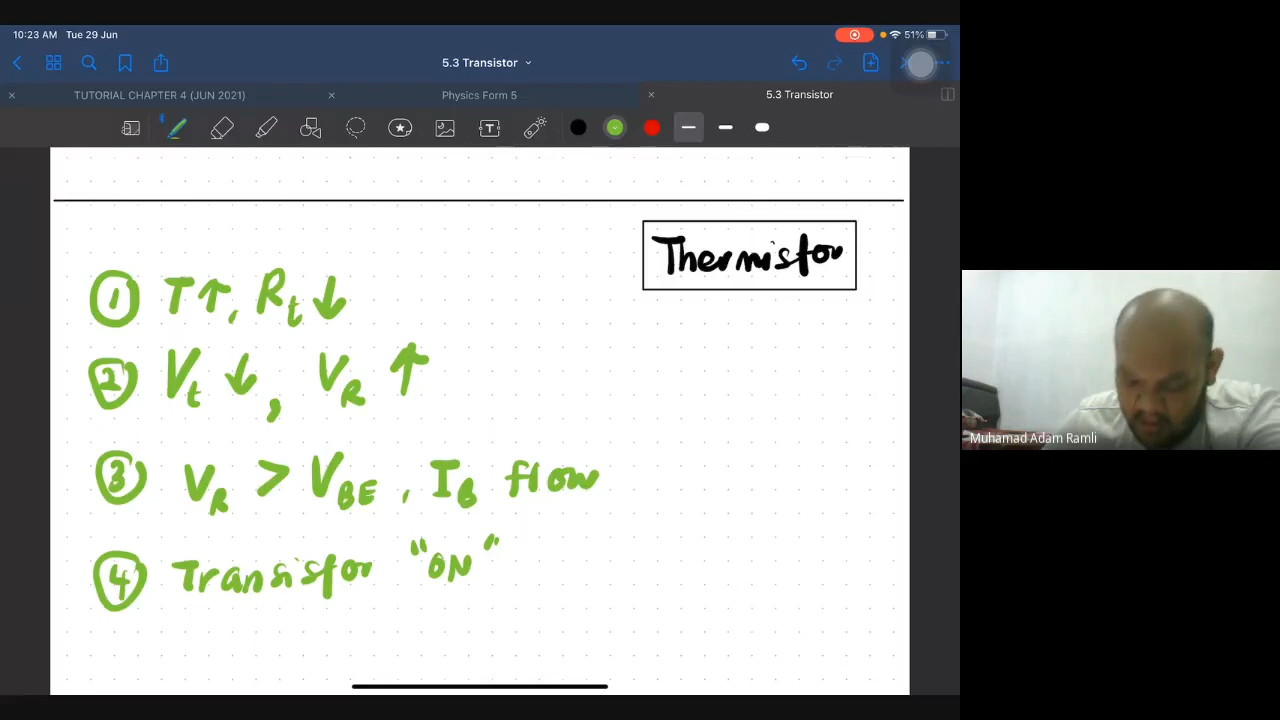 10:23 AM Tue 29 Jun
51%
5.3 Transistor
TUTORIAL CHAPTER 4 (JUN 2021)
Physics Form 5
5.3 Transistor
Thermistor
① T↑, Rt ↓
② Vt ↓, VR ↑
③ VR > VBE, IB flow
④ Transistor "ON"
Muhamad Adam Ramli